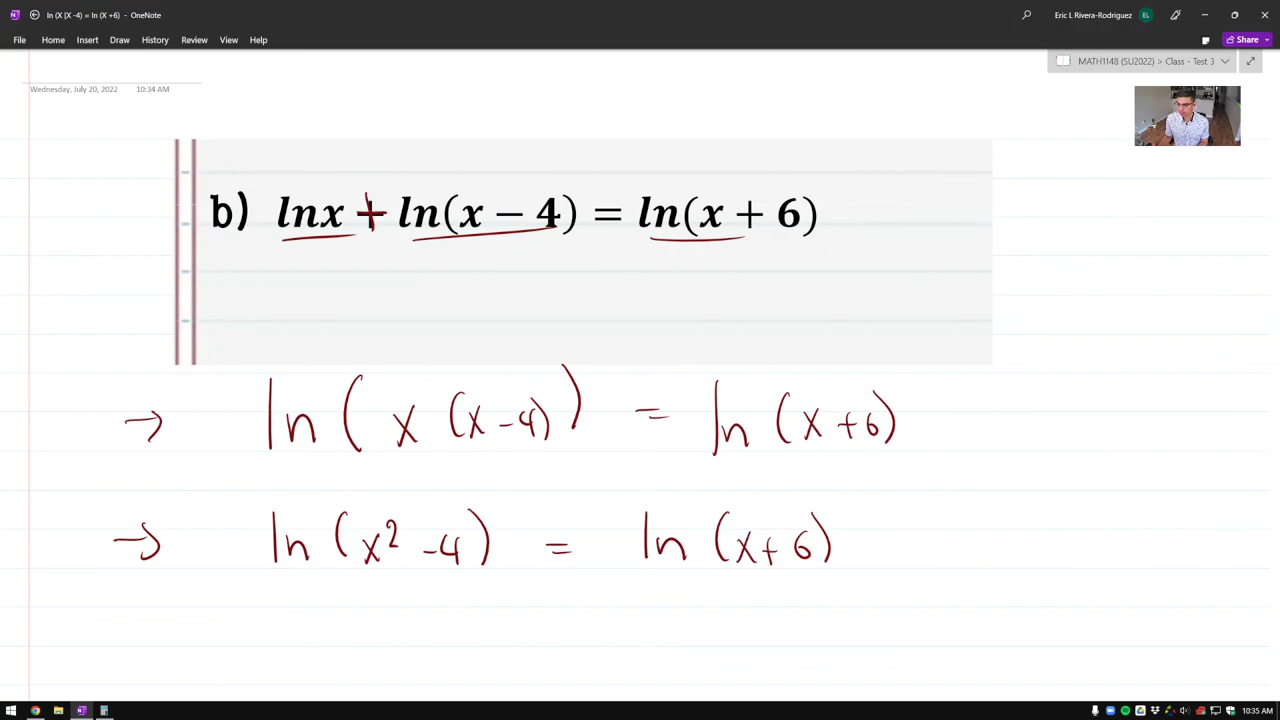 ln (X (X -4) = ln (X +6) - OneNote
Eric L Rivera-Rodriguez EL
File Home Insert Draw History Review View Help
Share
MATH1148 (SU2022) > Class - Test 3
Wednesday, July 20, 2022 10:34 AM
b) lnx + ln(x − 4) = ln(x + 6)
→ ln ( x (x-4) ) = ln (x+6)
→ ln (x² -4) = ln (x+6)
10:35 AM